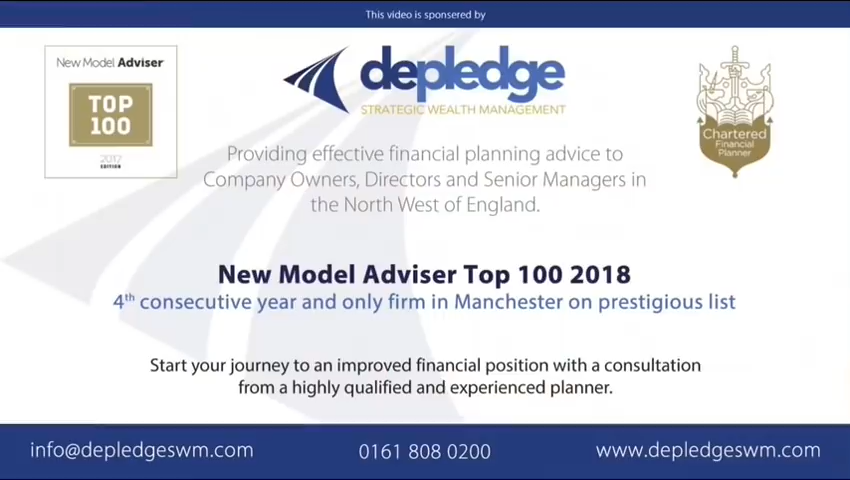 This video is sponsored by
New Model Adviser
TOP
100
2017
EDITION
depledge
STRATEGIC WEALTH MANAGEMENT
Chartered
Financial
Planner
Providing effective financial planning advice to
Company Owners, Directors and Senior Managers in
the North West of England.
New Model Adviser Top 100 2018
4th consecutive year and only firm in Manchester on prestigious list
Start your journey to an improved financial position with a consultation
from a highly qualified and experienced planner.
info@depledgeswm.com
0161 808 0200
www.depledgeswm.com